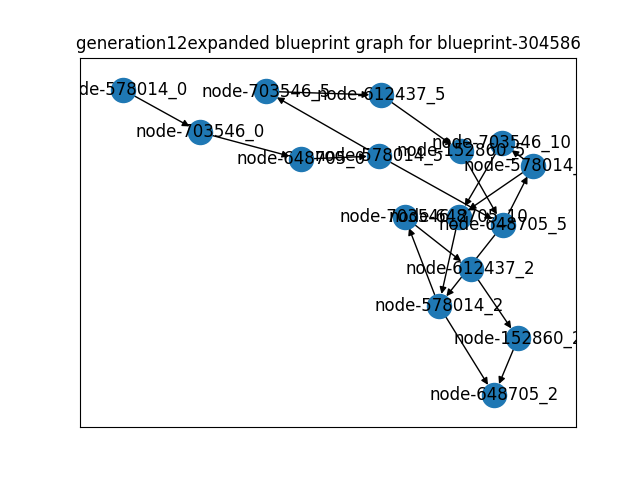 generation12expanded blueprint graph for blueprint-304586
de-578014_0
node-703546_5
node-612437_5
node-703546_0
node-703546_10
node-152860_5
node-648705_0
node-578014_5
node-578014_
node-703546_2
node-648705_10
node-648705_5
node-612437_2
node-578014_2
node-152860_2
node-648705_2